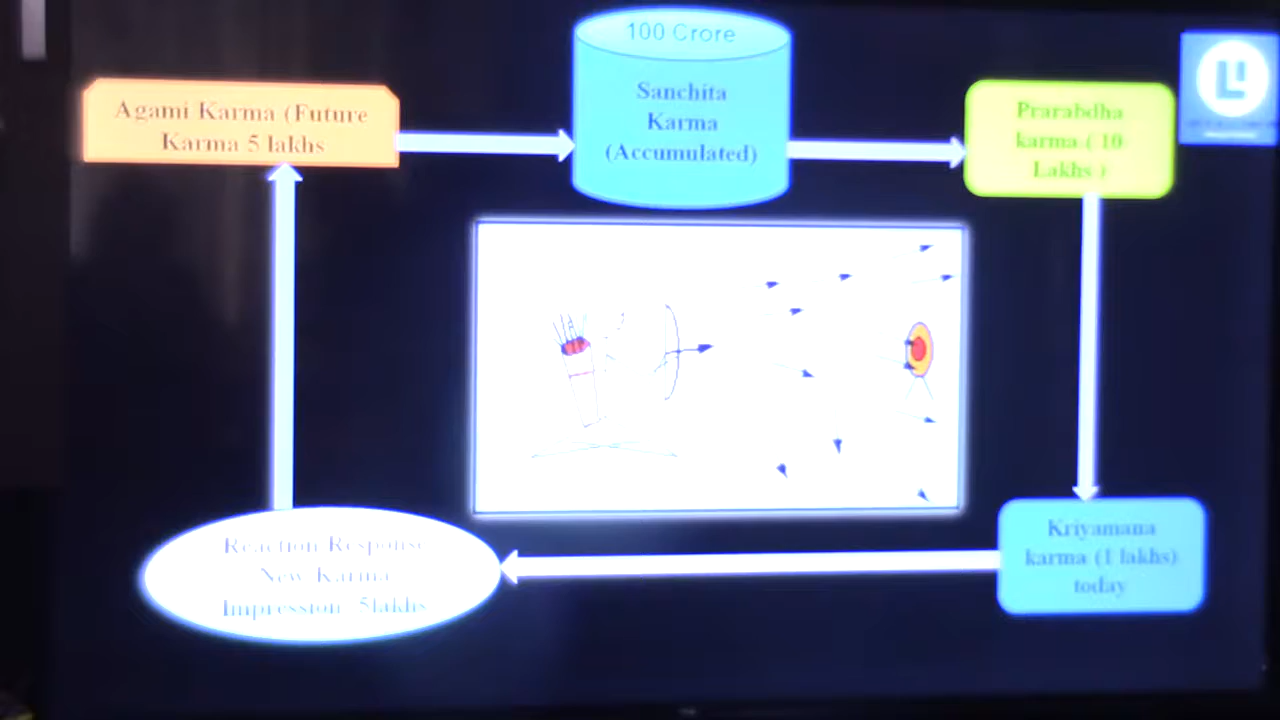 100 Crore
Sanchita
Karma
(Accumulated)
Agami Karma (Future
Karma 5 lakhs
Prarabdha
karma ( 10
Lakhs )
Kriyamana
karma (1 lakhs)
today
Reaction Response
New Karma
Impression 5lakhs